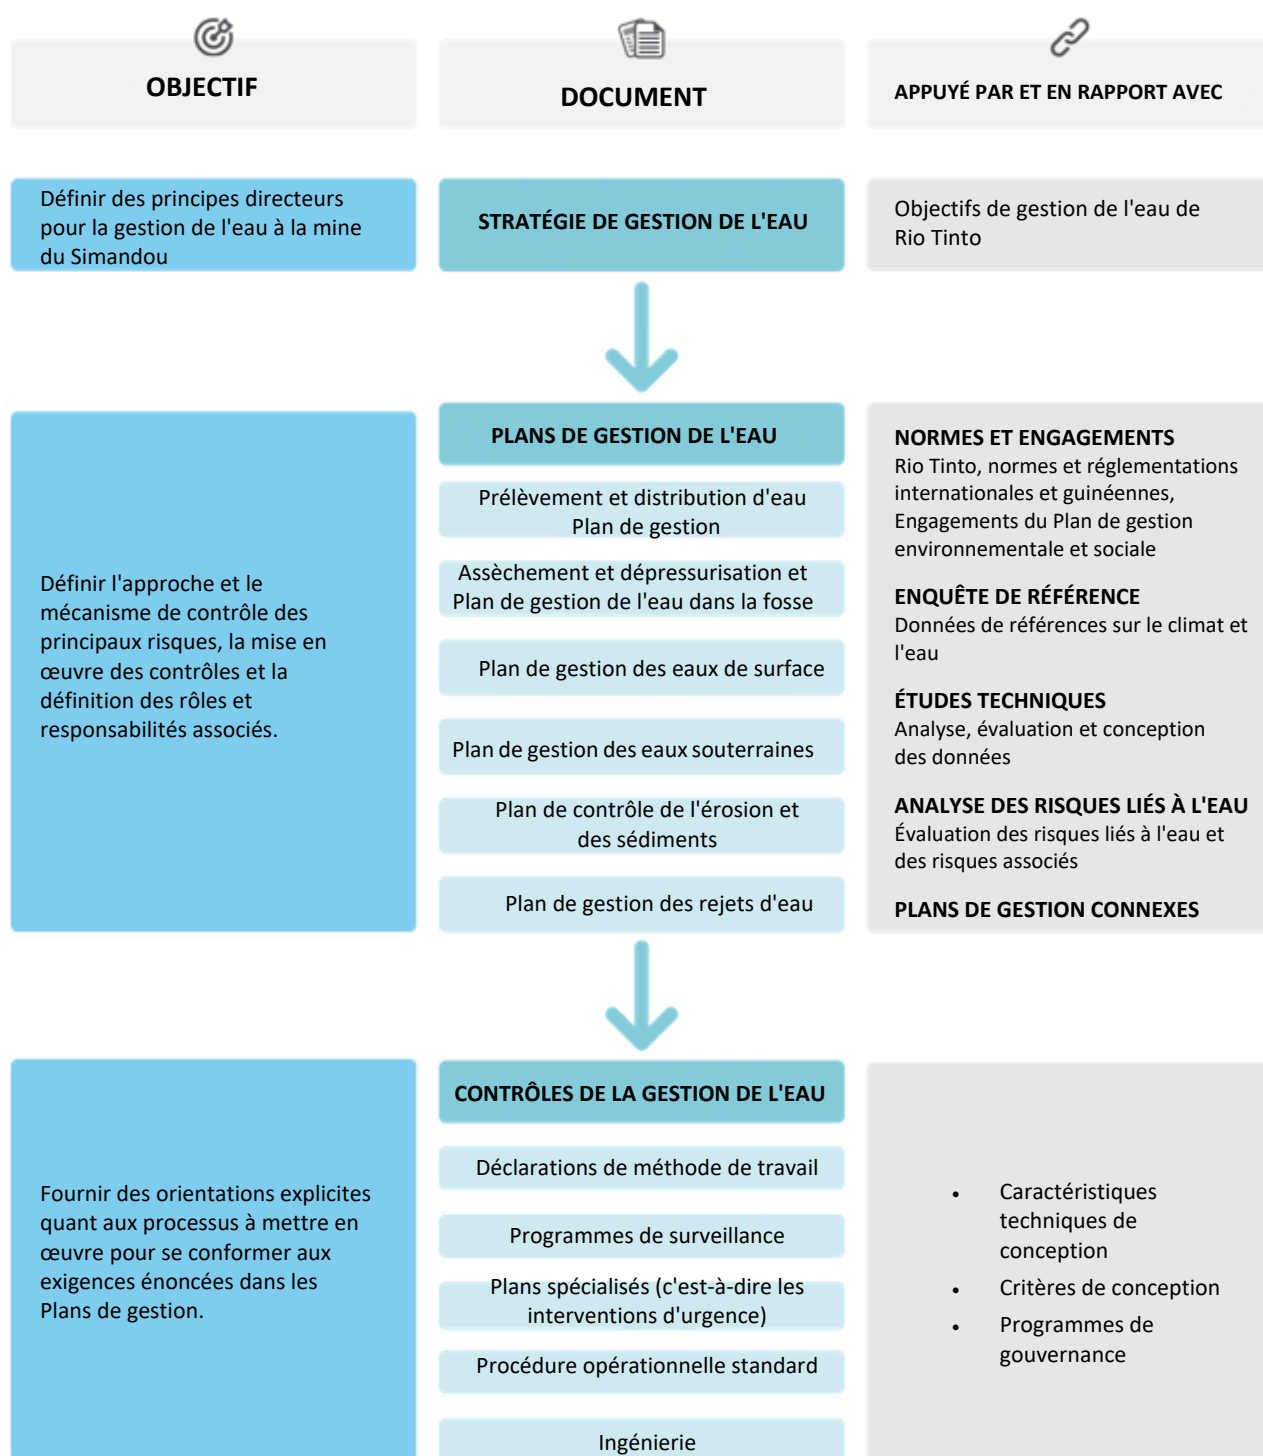 OBJECTIF
DOCUMENT
APPUYÉ PAR ET EN RAPPORT AVEC
Définir des principes directeurs
pour la gestion de l'eau à la mine
du Simandou
STRATÉGIE DE GESTION DE L'EAU
Objectifs de gestion de l'eau de
Rio Tinto
Définir l'approche et le
mécanisme de contrôle des
principaux risques, la mise en
œuvre des contrôles et la
définition des rôles et
responsabilités associés.
PLANS DE GESTION DE L'EAU
Prélèvement et distribution d'eau
Plan de gestion
Assèchement et dépressurisation et
Plan de gestion de l'eau dans la fosse
Plan de gestion des eaux de surface
Plan de gestion des eaux souterraines
Plan de contrôle de l'érosion et
des sédiments
Plan de gestion des rejets d'eau
NORMES ET ENGAGEMENTS
Rio Tinto, normes et réglementations
internationales et guinéennes,
Engagements du Plan de gestion
environnementale et sociale
ENQUÊTE DE RÉFÉRENCE
Données de références sur le climat et
l'eau
ÉTUDES TECHNIQUES
Analyse, évaluation et conception
des données
ANALYSE DES RISQUES LIÉS À L'EAU
Évaluation des risques liés à l'eau et
des risques associés
PLANS DE GESTION CONNEXES
Fournir des orientations explicites
quant aux processus à mettre en
œuvre pour se conformer aux
exigences énoncées dans les
Plans de gestion.
CONTRÔLES DE LA GESTION DE L'EAU
Déclarations de méthode de travail
Programmes de surveillance
Plans spécialisés (c'est-à-dire les
interventions d'urgence)
Procédure opérationnelle standard
Ingénierie
• Caractéristiques
techniques de
conception
• Critères de conception
• Programmes de
gouvernance